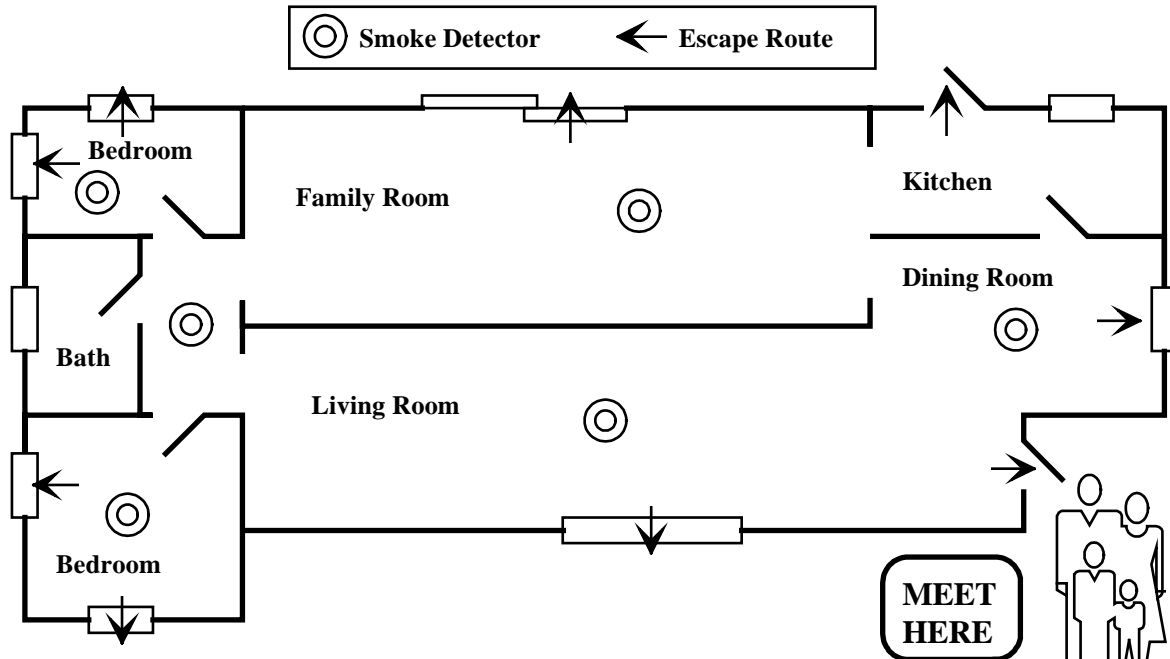 Smoke Detector Escape Route
Bedroom
Family Room
Kitchen
Dining Room
Bath
Living Room
Bedroom
MEET
HERE